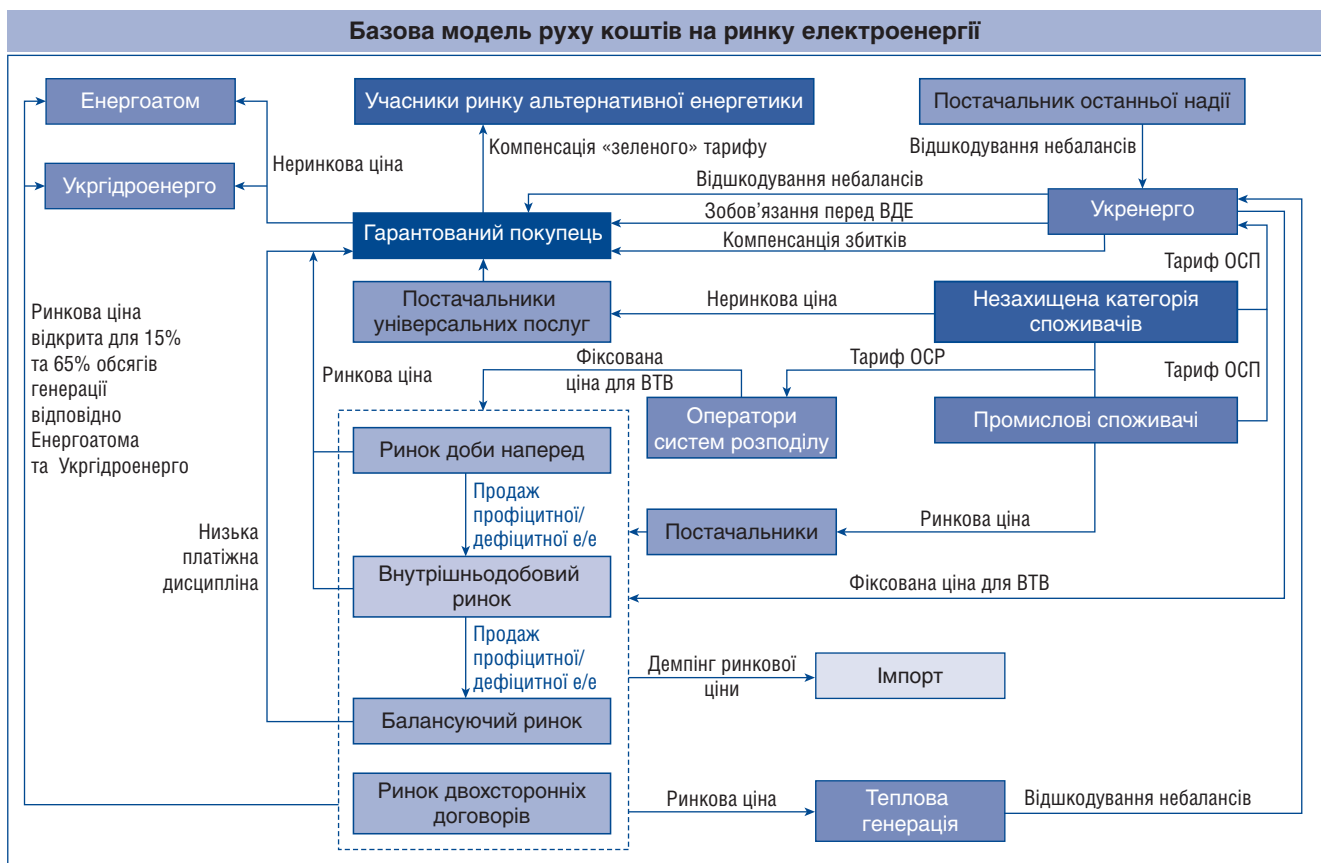 Базова модель руху коштів на ринку електроенергії
Енергоатом
Учасники ринку альтернативної енергетики
Постачальник останньої надії
Неринкова ціна
Компенсація «зеленого» тарифу
Відшкодування небалансів
Укргідроенерго
Відшкодування небалансів
Зобов’язання перед ВДЕ
Компенсанція збитків
Укренерго
Гарантований покупець
Тариф ОСП
Постачальники
універсальних послуг
Неринкова ціна
Незахищена категорія
споживачів
Ринкова ціна
відкрита для 15%
та 65% обсягів
генерації
відповідно
Енергоатома
та Укргідроенерго
Ринкова ціна
Фіксована
ціна для ВТВ
Тариф ОСР
Тариф ОСП
Оператори
систем розподілу
Промислові споживачі
Ринок доби наперед
Продаж
профіцитної/
дефіцитної е/е
Постачальники
Ринкова ціна
Низька
платіжна
дисципліна
Внутрішньодобовий
ринок
Фіксована ціна для ВТВ
Продаж
профіцитної/
дефіцитної е/е
Демпінг ринкової
ціни
Імпорт
Балансуючий ринок
Ринок двохсторонніх
договорів
Ринкова ціна
Теплова
генерація
Відшкодування небалансів